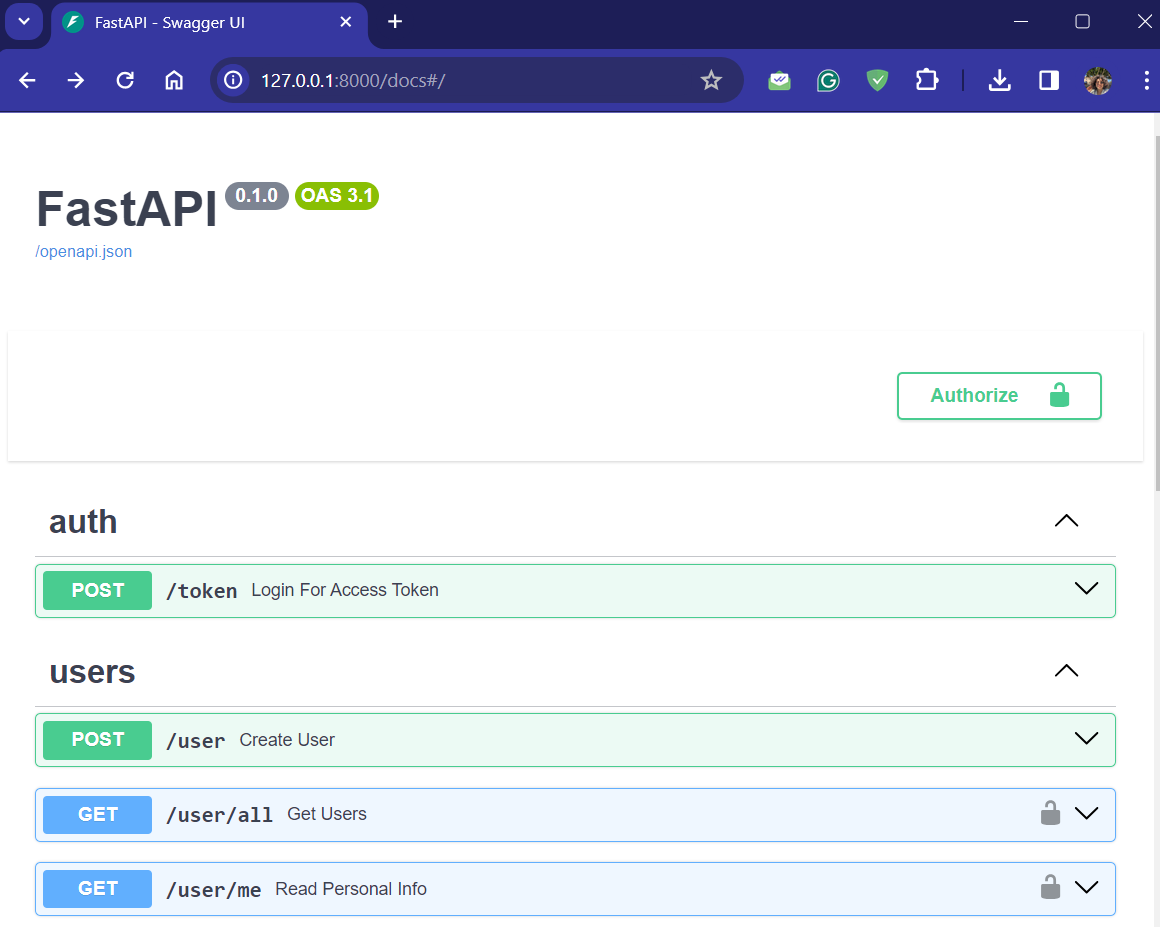 FastAPI - Swagger UI
127.0.0.1:8000/docs#/
FastAPI 0.1.0 OAS 3.1
/openapi.json
Authorize
auth
POST /token Login For Access Token
users
POST /user Create User
GET /user/all Get Users
GET /user/me Read Personal Info